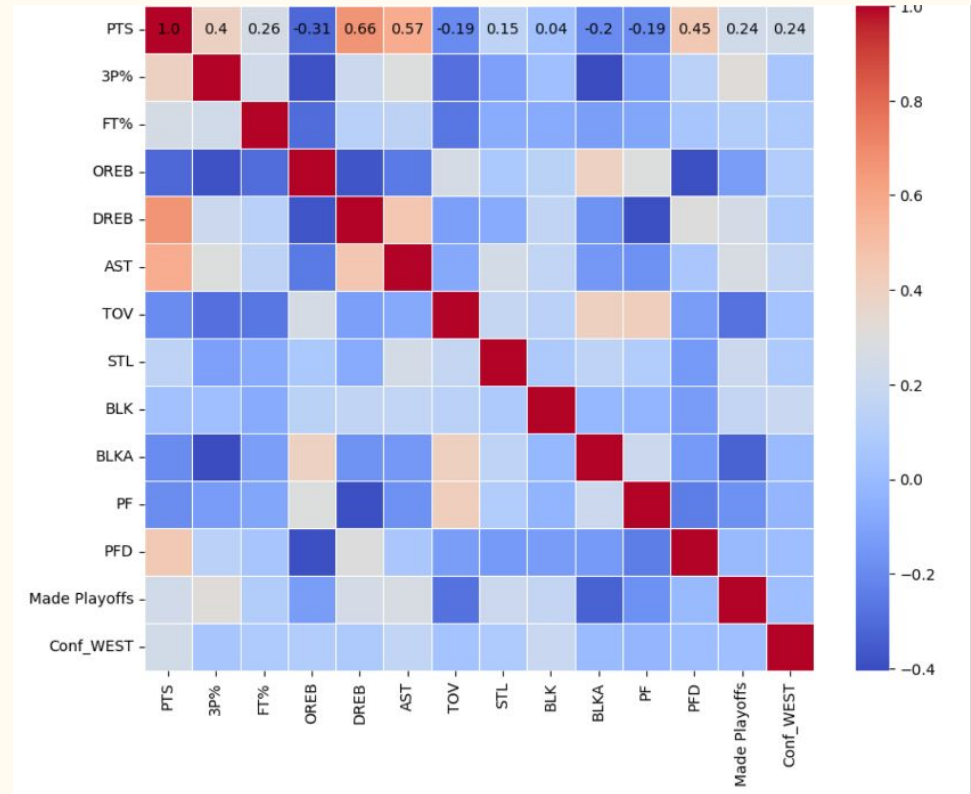 PTS 1.0 0.4 0.26 -0.31 0.66 0.57 -0.19 0.15 0.04 -0.2 -0.19 0.45 0.24 0.24
3P%
FT%
OREB
DREB
AST
TOV
STL
BLK
BLKA
PF
PFD
Made Playoffs
Conf_WEST
PTS 3P% FT% OREB DREB AST TOV STL BLK BLKA PF PFD Made Playoffs Conf_WEST
1.0
0.8
0.6
0.4
0.2
0.0
−0.2
−0.4